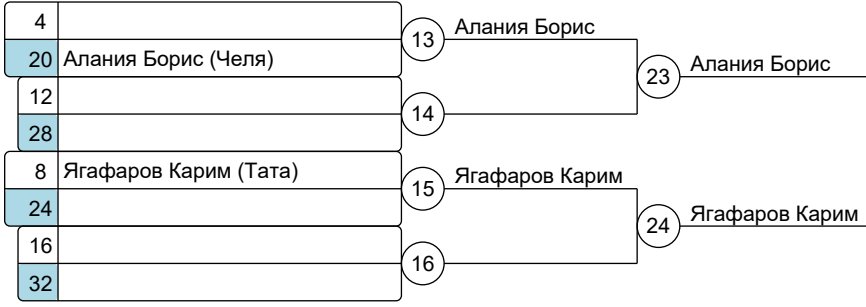 4
13 Алания Борис
20 Алания Борис (Челя)
23 Алания Борис
12
14
28
8 Ягафаров Карим (Тата)
15 Ягафаров Карим
24
24 Ягафаров Карим
16
16
32